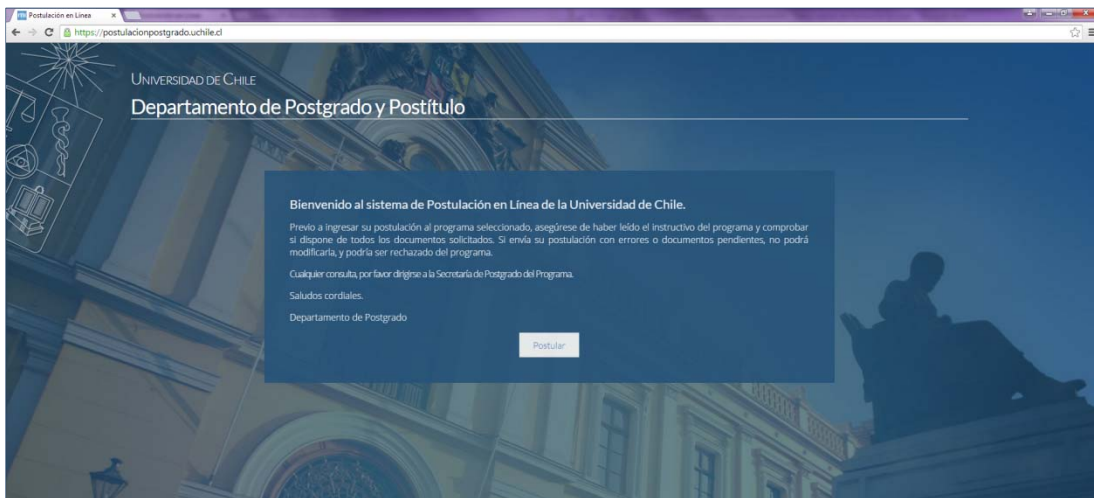 Postulación en Línea
https://postulacionpostgrado.uchile.cl
UNIVERSIDAD DE CHILE
Departamento de Postgrado y Postítulo
Bienvenido al sistema de Postulación en Línea de la Universidad de Chile.
Previo a ingresar su postulación al programa seleccionado, asegúrese de haber leído el instructivo del programa y comprobar
si dispone de todos los documentos solicitados. Si envía su postulación con errores o documentos pendientes, no podrá
modificarla, y podría ser rechazado del programa.
Cualquier consulta, por favor dirigirse a la Secretaría de Postgrado del Programa.
Saludos cordiales.
Departamento de Postgrado
Postular